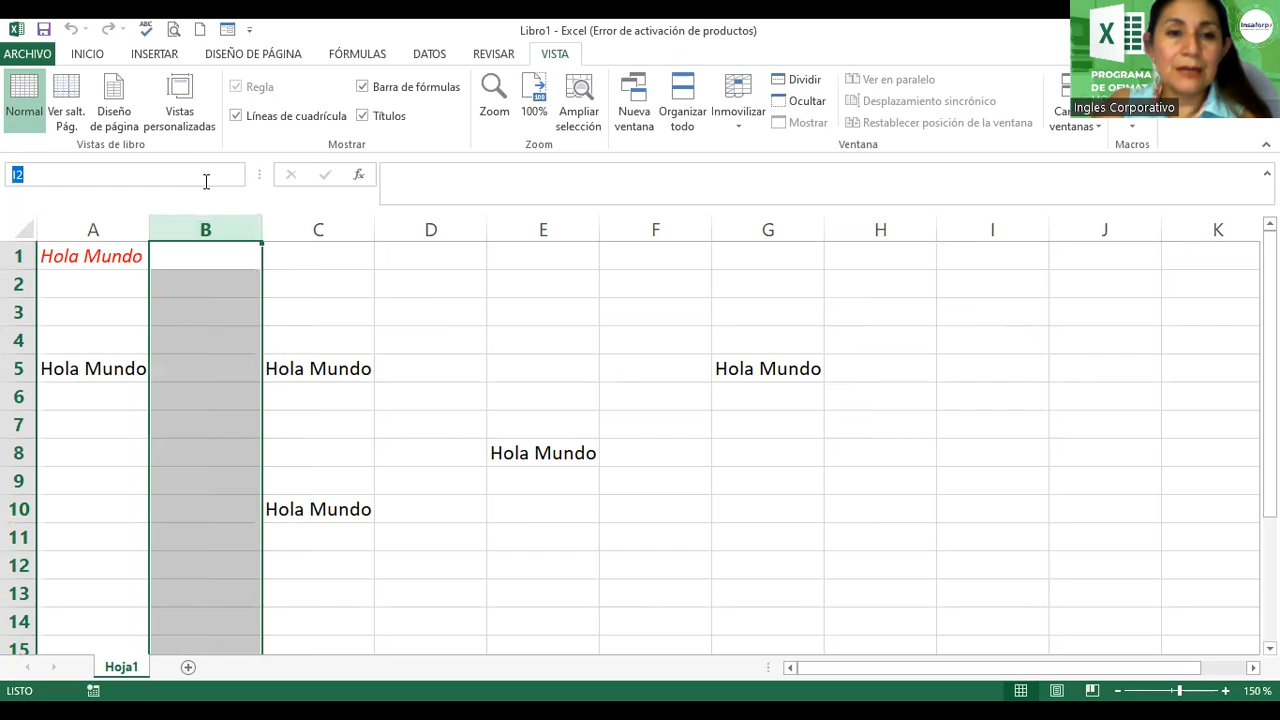 Libro1 - Excel (Error de activación de productos)
ARCHIVO INICIO INSERTAR DISEÑO DE PÁGINA FÓRMULAS DATOS REVISAR VISTA
Normal
Ver salt. Pág.
Diseño de página
Vistas personalizadas
Regla
Barra de fórmulas
Líneas de cuadrícula
Títulos
Zoom
100%
Ampliar selección
Nueva ventana
Organizar todo
Inmovilizar
Dividir
Ocultar
Mostrar
Ver en paralelo
Desplazamiento sincrónico
Restablecer posición de la ventana
ventanas
Vistas de libro
Mostrar
Zoom
Ventana
Macros
PROGRAMA
Ingles Corporativo
Insaforp
I2
A B C D E F G H I J K
1 Hola Mundo
2
3
4
5 Hola Mundo Hola Mundo Hola Mundo
6
7
8 Hola Mundo
9
10 Hola Mundo
11
12
13
14
15
Hoja1
LISTO
150 %